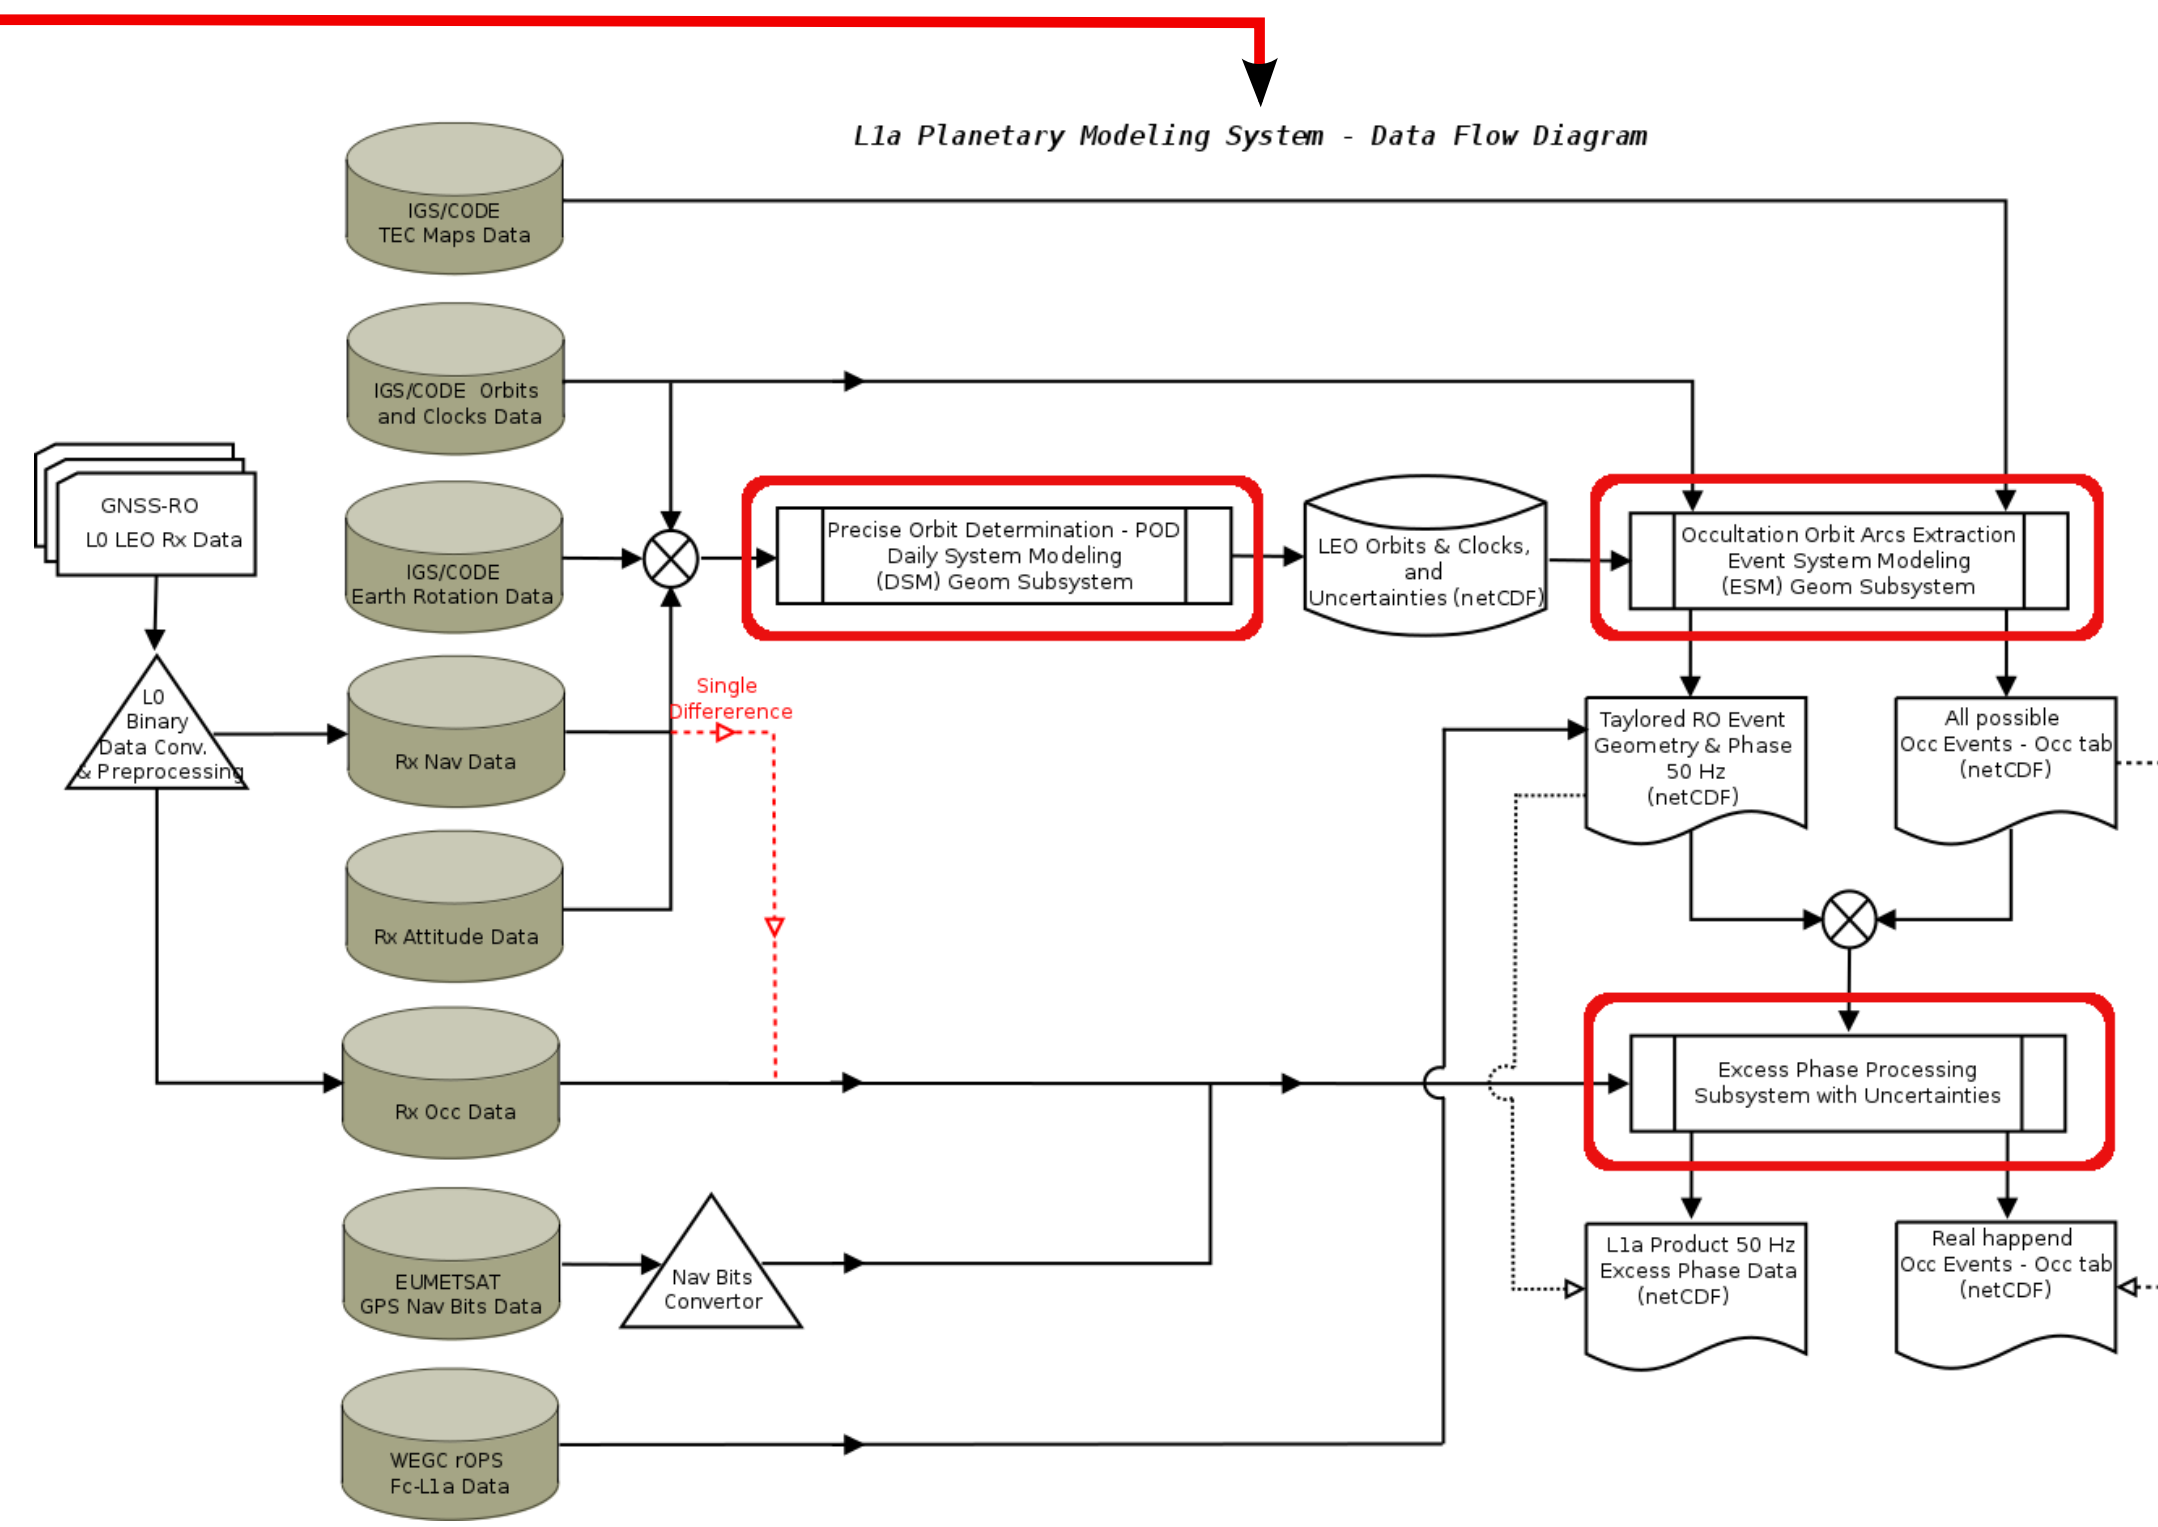 L1a Planetary Modeling System - Data Flow Diagram
IGS/CODE
TEC Maps Data
IGS/CODE Orbits
and Clocks Data
GNSS-RO
L0 LEO Rx Data
IGS/CODE
Earth Rotation Data
Precise Orbit Determination - POD
Daily System Modeling
(DSM) Geom Subsystem
LEO Orbits & Clocks,
and
Uncertainties (netCDF)
Occultation Orbit Arcs Extraction
Event System Modeling
(ESM) Geom Subsystem
L0
Binary
Data Conv.
& Preprocessing
Rx Nav Data
Single
Differerence
Taylored RO Event
Geometry & Phase
50 Hz
(netCDF)
All possible
Occ Events - Occ tab
(netCDF)
Rx Attitude Data
Rx Occ Data
Excess Phase Processing
Subsystem with Uncertainties
EUMETSAT
GPS Nav Bits Data
Nav Bits
Convertor
L1a Product 50 Hz
Excess Phase Data
(netCDF)
Real happend
Occ Events - Occ tab
(netCDF)
WEGC rOPS
Fc-L1a Data